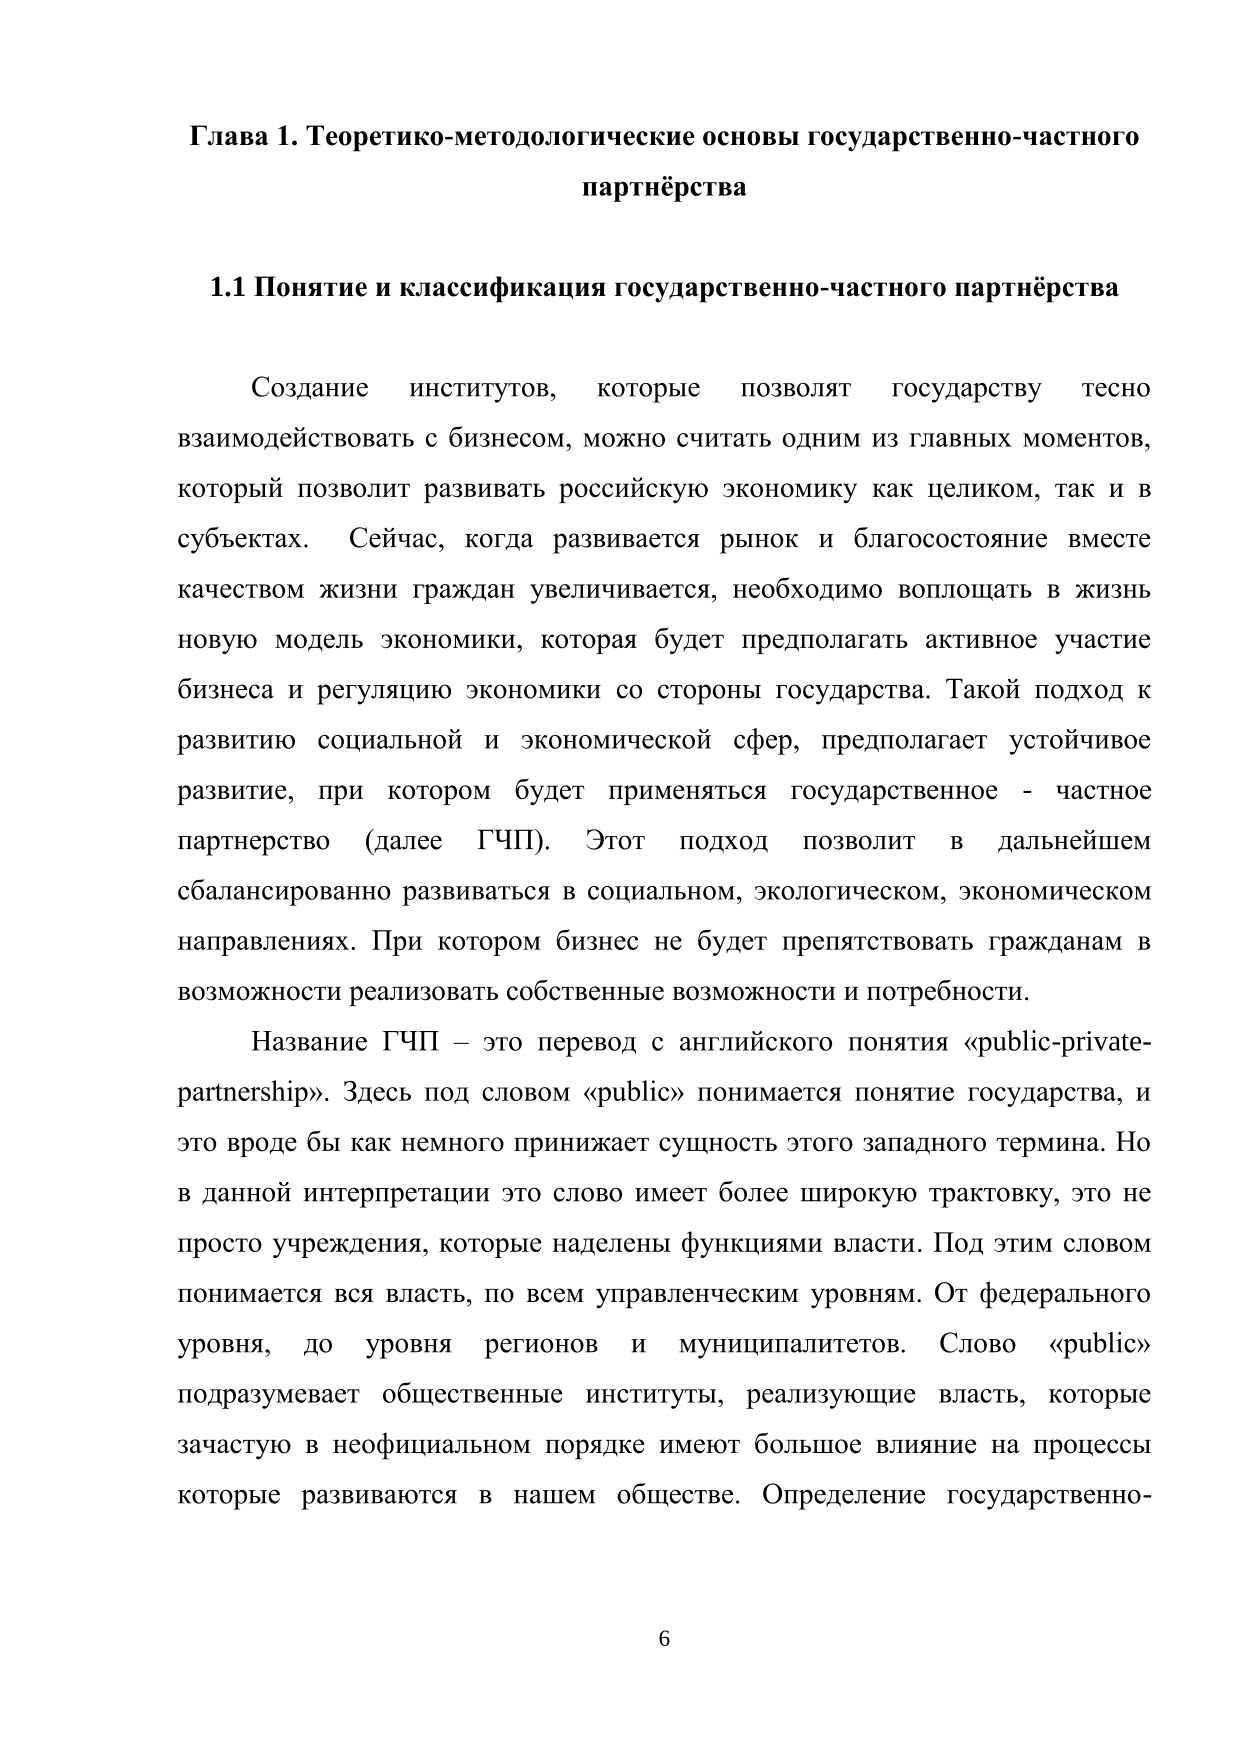 Глава 1. Теоретико-методологические основы государственно-частного
партнёрства
1.1 Понятие и классификация государственно-частного партнёрства
Создание институтов, которые позволят государству тесно
взаимодействовать с бизнесом, можно считать одним из главных моментов,
который позволит развивать российскую экономику как целиком, так и в
субъектах. Сейчас, когда развивается рынок и благосостояние вместе
качеством жизни граждан увеличивается, необходимо воплощать в жизнь
новую модель экономики, которая будет предполагать активное участие
бизнеса и регуляцию экономики со стороны государства. Такой подход к
развитию социальной и экономической сфер, предполагает устойчивое
развитие, при котором будет применяться государственное - частное
партнерство (далее ГЧП). Этот подход позволит в дальнейшем
сбалансированно развиваться в социальном, экологическом, экономическом
направлениях. При котором бизнес не будет препятствовать гражданам в
возможности реализовать собственные возможности и потребности.
Название ГЧП – это перевод с английского понятия «public-private-
partnership». Здесь под словом «public» понимается понятие государства, и
это вроде бы как немного принижает сущность этого западного термина. Но
в данной интерпретации это слово имеет более широкую трактовку, это не
просто учреждения, которые наделены функциями власти. Под этим словом
понимается вся власть, по всем управленческим уровням. От федерального
уровня, до уровня регионов и муниципалитетов. Слово «public»
подразумевает общественные институты, реализующие власть, которые
зачастую в неофициальном порядке имеют большое влияние на процессы
которые развиваются в нашем обществе. Определение государственно-
6